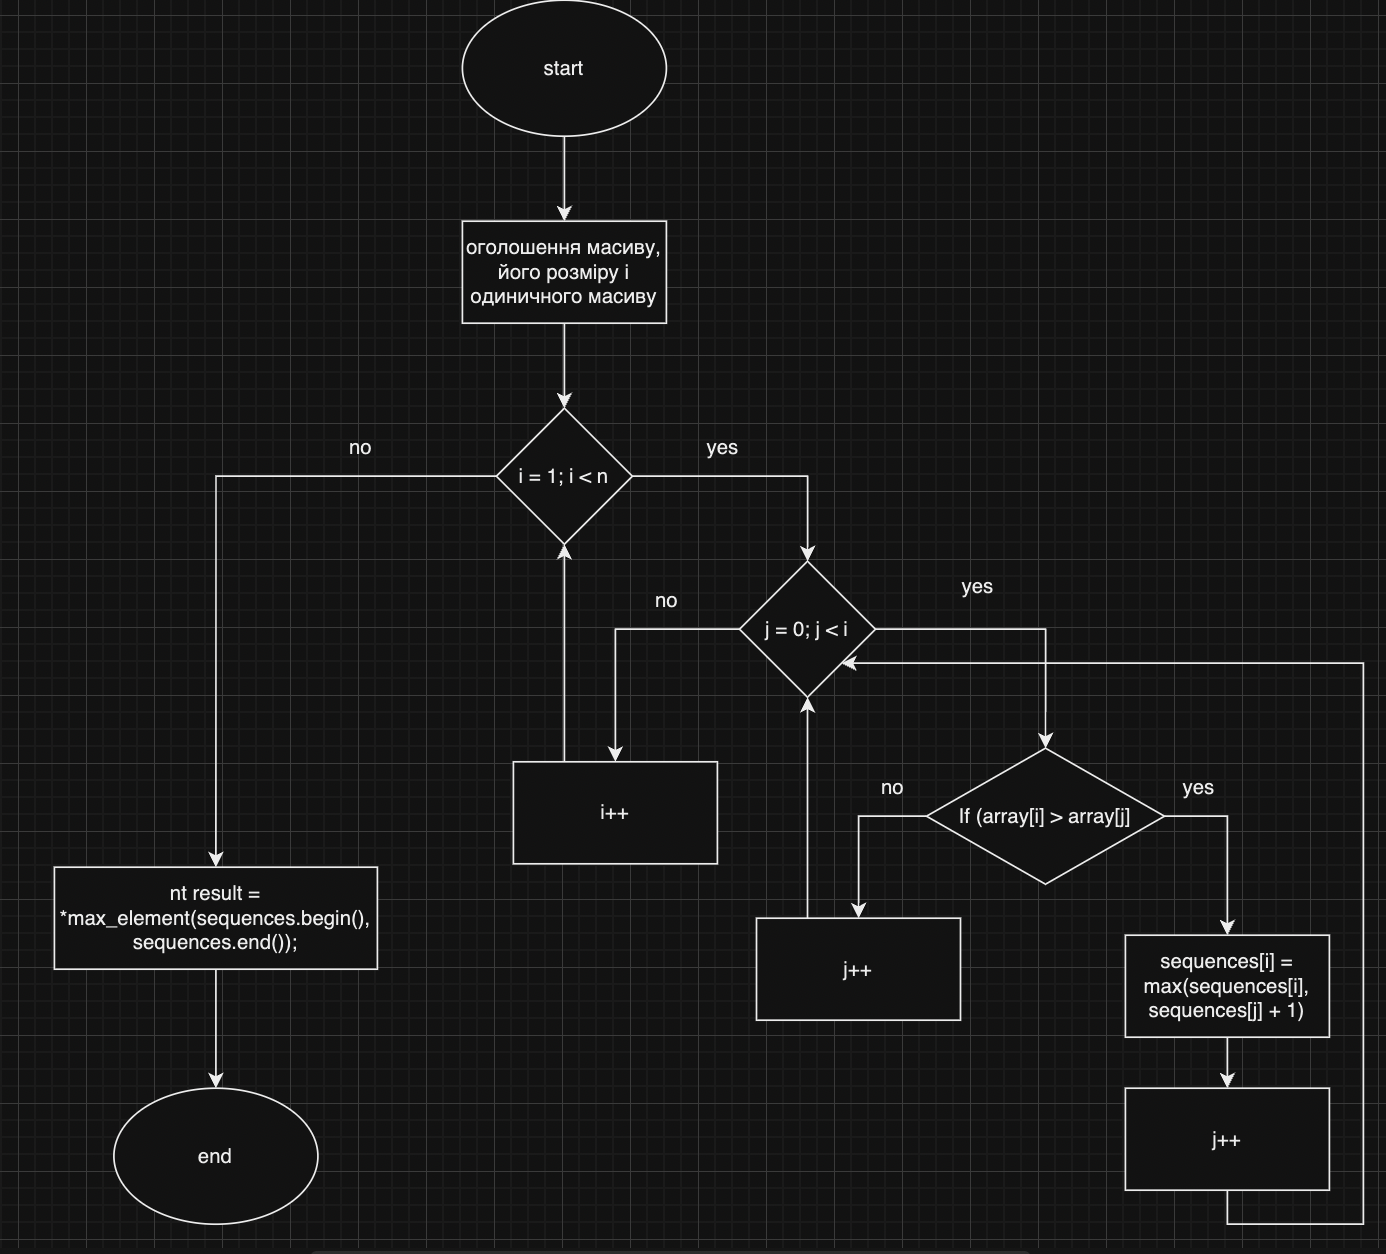 start
оголошення масиву,
його розміру і
одиничного масиву
no
yes
i = 1; i < n
no
yes
j = 0; j < i
i++
no
yes
If (array[i] > array[j]
nt result =
*max_element(sequences.begin(),
sequences.end());
j++
sequences[i] =
max(sequences[i],
sequences[j] + 1)
end
j++